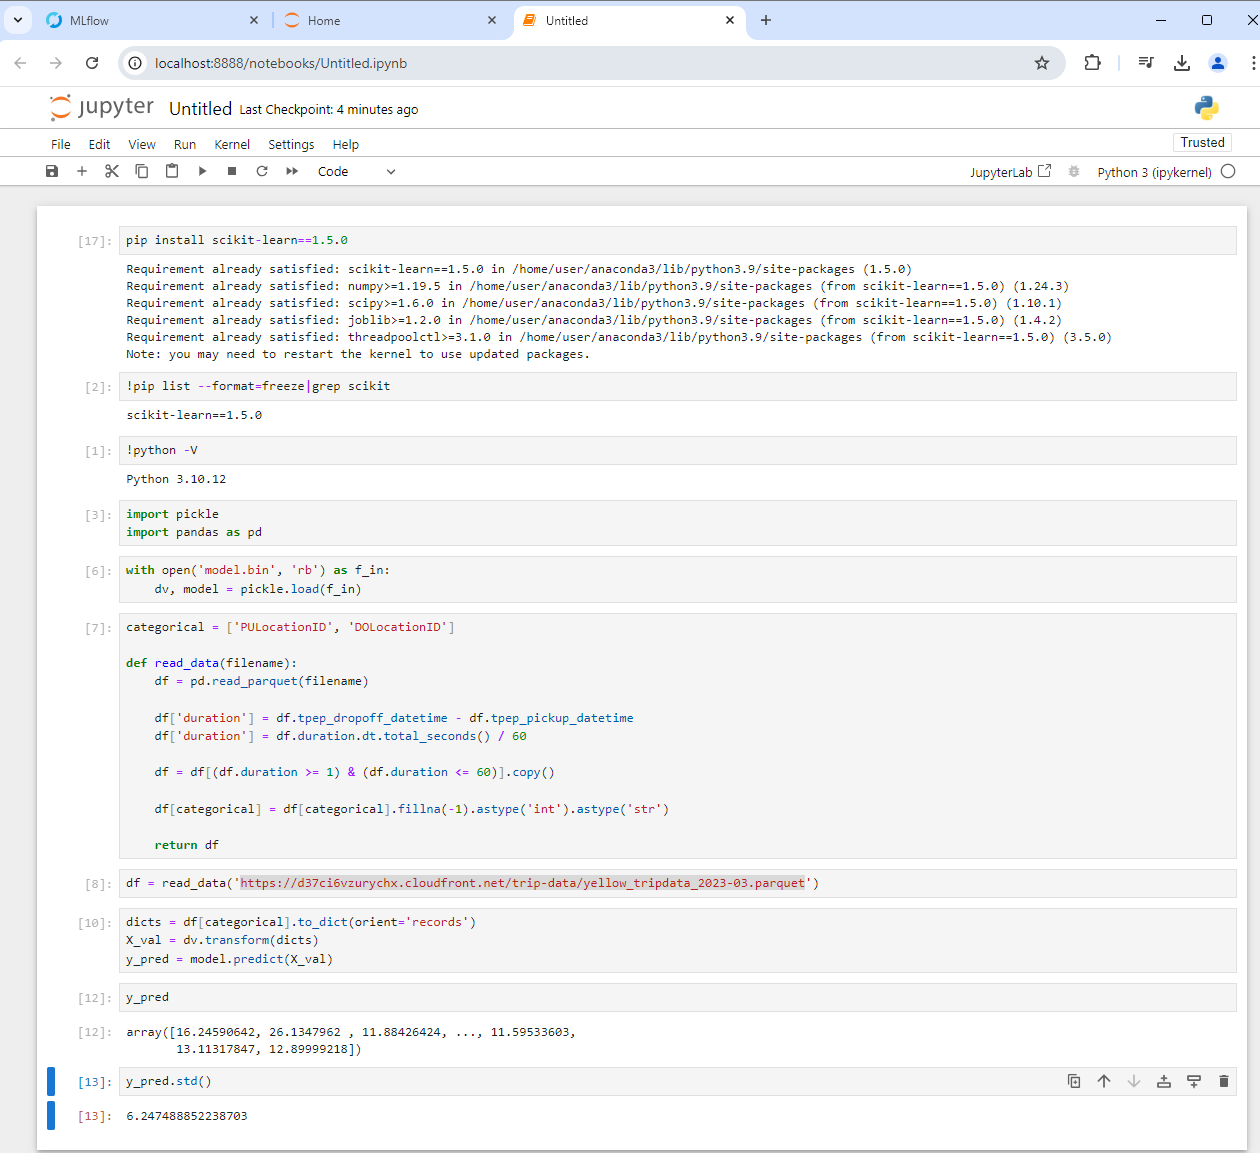 MLflow
Home
Untitled
localhost:8888/notebooks/Untitled.ipynb
jupyter Untitled Last Checkpoint: 4 minutes ago
File Edit View Run Kernel Settings Help
Trusted
Code
JupyterLab
Python 3 (ipykernel)
[17]: pip install scikit-learn==1.5.0
Requirement already satisfied: scikit-learn==1.5.0 in /home/user/anaconda3/lib/python3.9/site-packages (1.5.0)
Requirement already satisfied: numpy>=1.19.5 in /home/user/anaconda3/lib/python3.9/site-packages (from scikit-learn==1.5.0) (1.24.3)
Requirement already satisfied: scipy>=1.6.0 in /home/user/anaconda3/lib/python3.9/site-packages (from scikit-learn==1.5.0) (1.10.1)
Requirement already satisfied: joblib>=1.2.0 in /home/user/anaconda3/lib/python3.9/site-packages (from scikit-learn==1.5.0) (1.4.2)
Requirement already satisfied: threadpoolctl>=3.1.0 in /home/user/anaconda3/lib/python3.9/site-packages (from scikit-learn==1.5.0) (3.5.0)
Note: you may need to restart the kernel to use updated packages.
[2]: !pip list --format=freeze|grep scikit
scikit-learn==1.5.0
[1]: !python -V
Python 3.10.12
[3]: import pickle
import pandas as pd
[6]: with open('model.bin', 'rb') as f_in:
    dv, model = pickle.load(f_in)
[7]: categorical = ['PULocationID', 'DOLocationID']
def read_data(filename):
    df = pd.read_parquet(filename)
    df['duration'] = df.tpep_dropoff_datetime - df.tpep_pickup_datetime
    df['duration'] = df.duration.dt.total_seconds() / 60
    df = df[(df.duration >= 1) & (df.duration <= 60)].copy()
    df[categorical] = df[categorical].fillna(-1).astype('int').astype('str')
    return df
[8]: df = read_data('https://d37ci6vzurychx.cloudfront.net/trip-data/yellow_tripdata_2023-03.parquet')
[10]: dicts = df[categorical].to_dict(orient='records')
X_val = dv.transform(dicts)
y_pred = model.predict(X_val)
[12]: y_pred
[12]: array([16.24590642, 26.1347962 , 11.88426424, ..., 11.59533603,
       13.11317847, 12.89999218])
[13]: y_pred.std()
[13]: 6.247488852238703